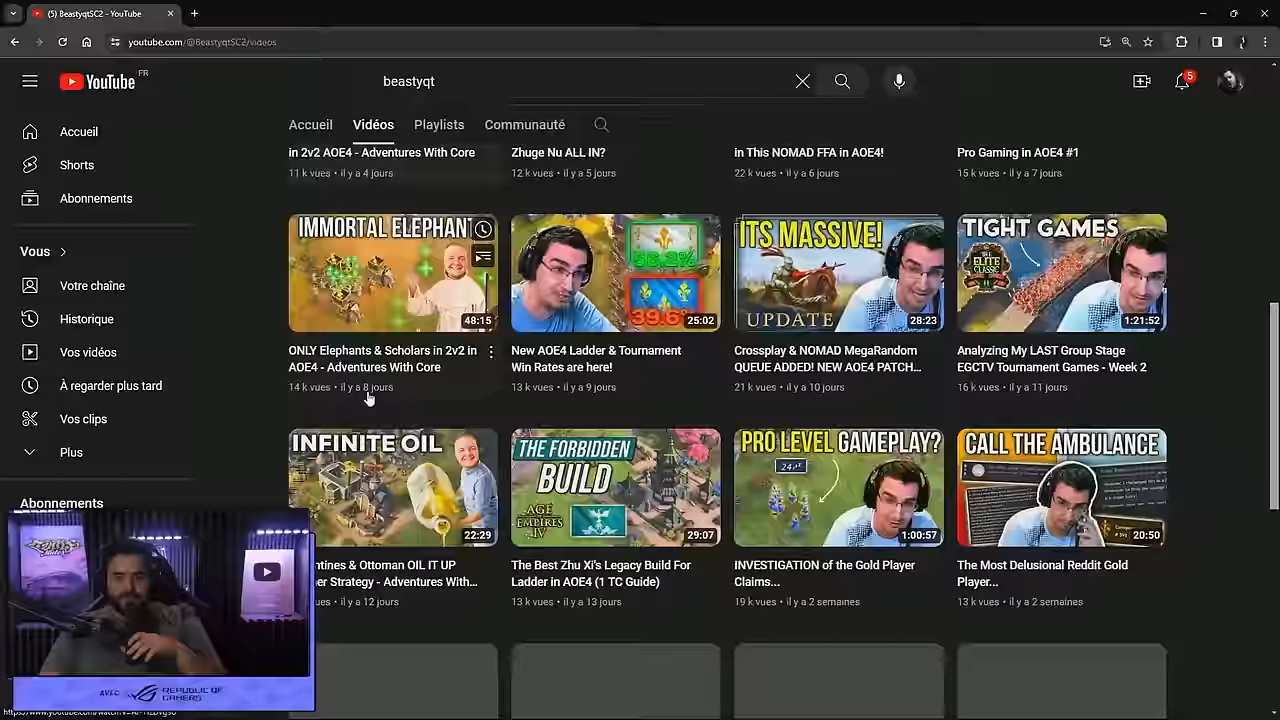 (5) BeastyqtSC2 - YouTube
youtube.com/@BeastyqtSC2/videos
YouTube FR
beastyqt
5
Accueil
Shorts
Abonnements
Vous
Votre chaîne
Historique
Vos vidéos
À regarder plus tard
Vos clips
Plus
Abonnements
Accueil Vidéos Playlists Communauté
in 2v2 AOE4 - Adventures With Core
11 k vues • il y a 4 jours
Zhuge Nu ALL IN?
12 k vues • il y a 5 jours
in This NOMAD FFA in AOE4!
22 k vues • il y a 6 jours
Pro Gaming in AOE4 #1
15 k vues • il y a 7 jours
IMMORTAL ELEPHANT
48:15
ONLY Elephants & Scholars in 2v2 in
AOE4 - Adventures With Core
14 k vues • il y a 8 jours
39.6
25:02
New AOE4 Ladder & Tournament
Win Rates are here!
13 k vues • il y a 9 jours
ITS MASSIVE!
UPDATE
28:23
Crossplay & NOMAD MegaRandom
QUEUE ADDED! NEW AOE4 PATCH...
21 k vues • il y a 10 jours
TIGHT GAMES
THE
ELITE
CLASSIC
1:21:52
Analyzing My LAST Group Stage
EGCTV Tournament Games - Week 2
16 k vues • il y a 11 jours
INFINITE OIL
22:29
ntines & Ottoman OIL IT UP
er Strategy - Adventures With...
ues • il y a 12 jours
THE FORBIDDEN
BUILD
AGE
EMPIRES
IV
29:07
The Best Zhu Xi's Legacy Build For
Ladder in AOE4 (1 TC Guide)
13 k vues • il y a 13 jours
PRO LEVEL GAMEPLAY?
1:00:57
INVESTIGATION of the Gold Player
Claims...
19 k vues • il y a 2 semaines
CALL THE AMBULANCE
20:50
The Most Delusional Reddit Gold
Player...
13 k vues • il y a 2 semaines
AVEC REPUBLIC OF
GAMERS